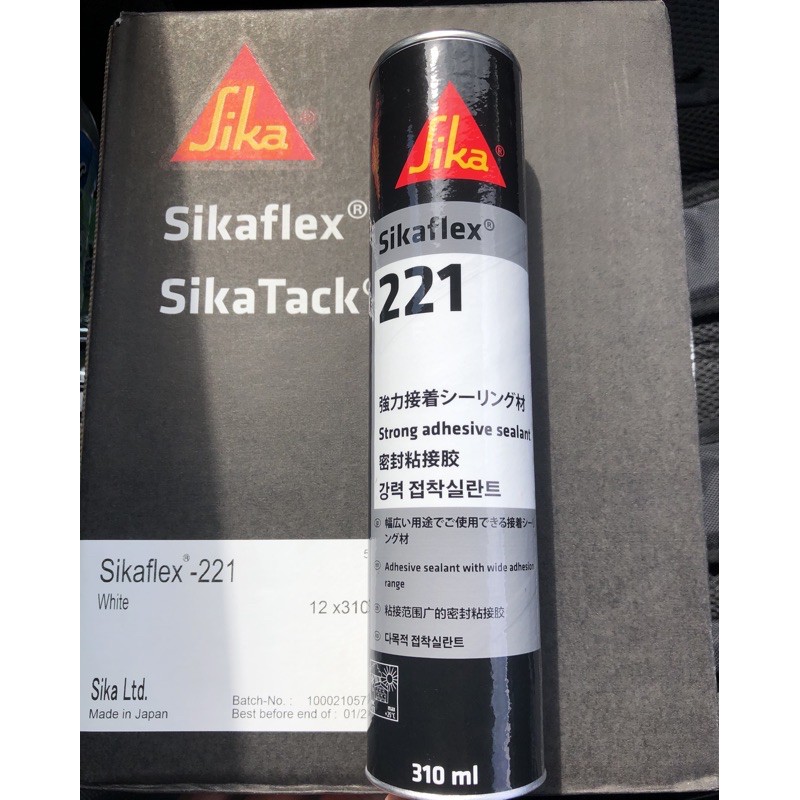 Sika®
Sikaflex®
SikaTack
Sikaflex®-221
White
12 x310
Sika Ltd.
Made in Japan
Batch-No.: 1000210577
Best before end of: 01/2
Sika®
Sikaflex®
221
強力接着シーリング材
Strong adhesive sealant
密封粘接胶
강력 접착실란트
幅広い用途でご使用できる接着シーリ
ング材
Adhesive sealant with wide adhesion
range
粘接范围广的密封粘接胶
다목적 접착실란트
310 ml